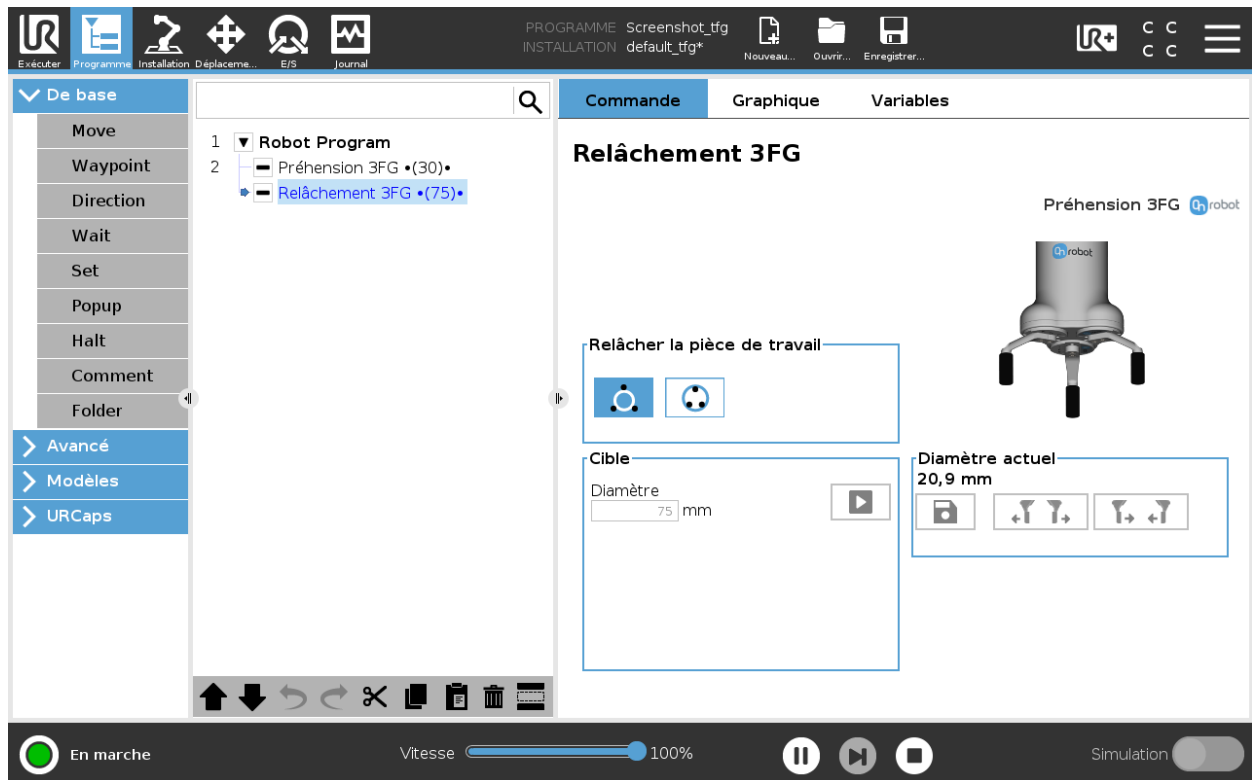 PROGRAMME Screenshot_tfg
INSTALLATION default_tfg*
Exécuter
Programme
Installation
Déplaceme...
E/S
Journal
Nouveau...
Ouvrir...
Enregistrer...
UR+
C C
C C
De base
Move
Waypoint
Direction
Wait
Set
Popup
Halt
Comment
Folder
Avancé
Modèles
URCaps
1 Robot Program
2 Préhension 3FG •(30)•
Relâchement 3FG •(75)•
Commande
Graphique
Variables
Relâchement 3FG
Préhension 3FG OnRobot
OnRobot
Relâcher la pièce de travail
Cible
Diamètre
75 mm
Diamètre actuel
20,9 mm
En marche
Vitesse 100%
Simulation